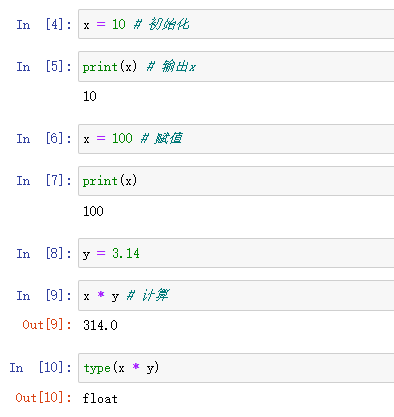 In [4]: x = 10 # 初始化
In [5]: print(x) # 输出x
10
In [6]: x = 100 # 赋值
In [7]: print(x)
100
In [8]: y = 3.14
In [9]: x * y # 计算
Out[9]: 314.0
In [10]: type(x * y)
Out[10]: float